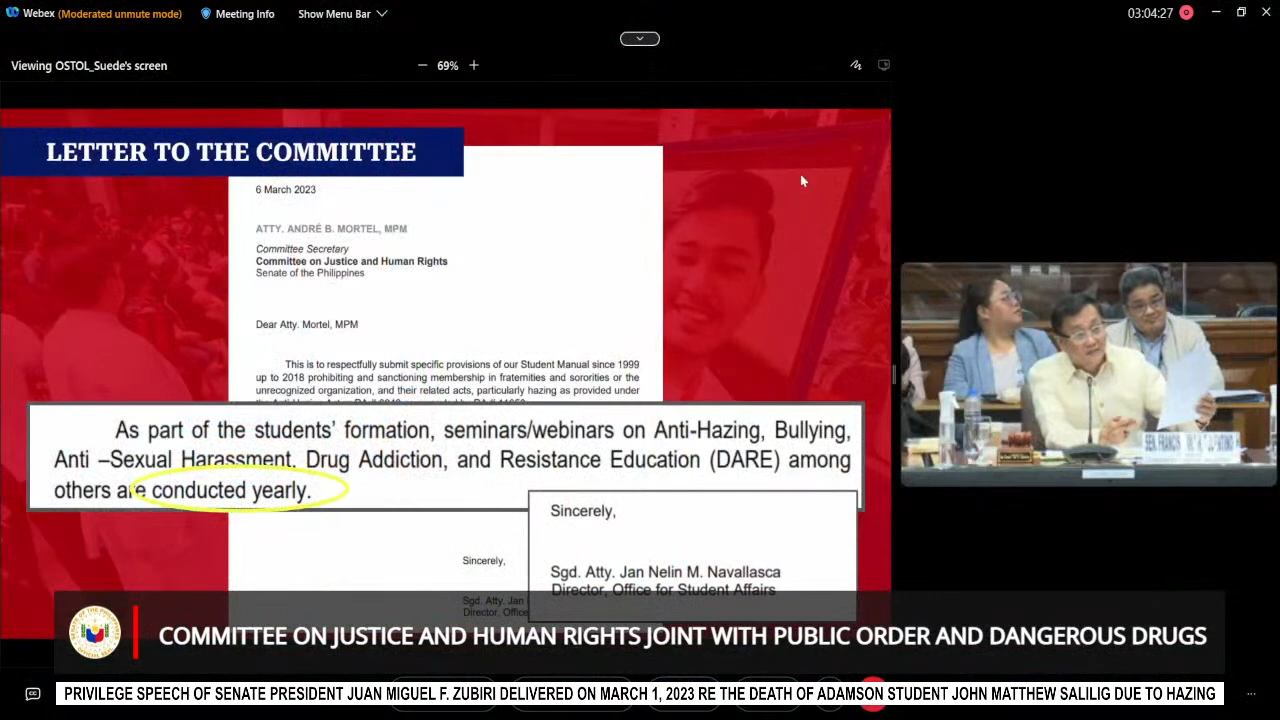 Webex (Moderated unmute mode) Meeting Info Show Menu Bar
03:04:27
Viewing OSTOL_Suede's screen
69%
LETTER TO THE COMMITTEE
6 March 2023
ATTY. ANDRÉ B. MORTEL, MPM
Committee Secretary
Committee on Justice and Human Rights
Senate of the Philippines
Dear Atty. Mortel, MPM
This is to respectfully submit specific provisions of our Student Manual since 1999
up to 2018 prohibiting and sanctioning membership in fraternities and sororities or the
unrecognized organization, and their related acts, particularly hazing as provided under
As part of the students' formation, seminars/webinars on Anti-Hazing, Bullying,
Anti –Sexual Harassment, Drug Addiction, and Resistance Education (DARE) among
others are conducted yearly.
Sincerely,
Sgd. Atty. Jan
Director, Office
Sincerely,
Sgd. Atty. Jan Nelin M. Navallasca
Director, Office for Student Affairs
SEN. FRANCIS
COMMITTEE ON JUSTICE AND HUMAN RIGHTS JOINT WITH PUBLIC ORDER AND DANGEROUS DRUGS
PRIVILEGE SPEECH OF SENATE PRESIDENT JUAN MIGUEL F. ZUBIRI DELIVERED ON MARCH 1, 2023 RE THE DEATH OF ADAMSON STUDENT JOHN MATTHEW SALILIG DUE TO HAZING